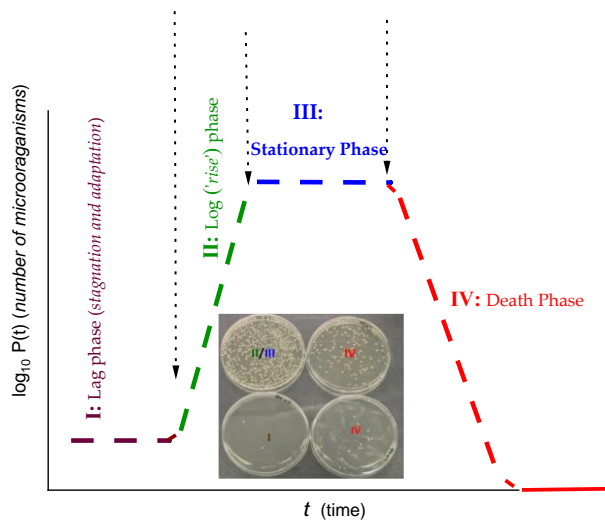 log₁₀ P(t) (number of microoraganisms)
I: Lag phase (stagnation and adaptation)
II: Log ('rise') phase
III:
Stationary Phase
IV: Death Phase
II/III
IV
I
IV
t (time)